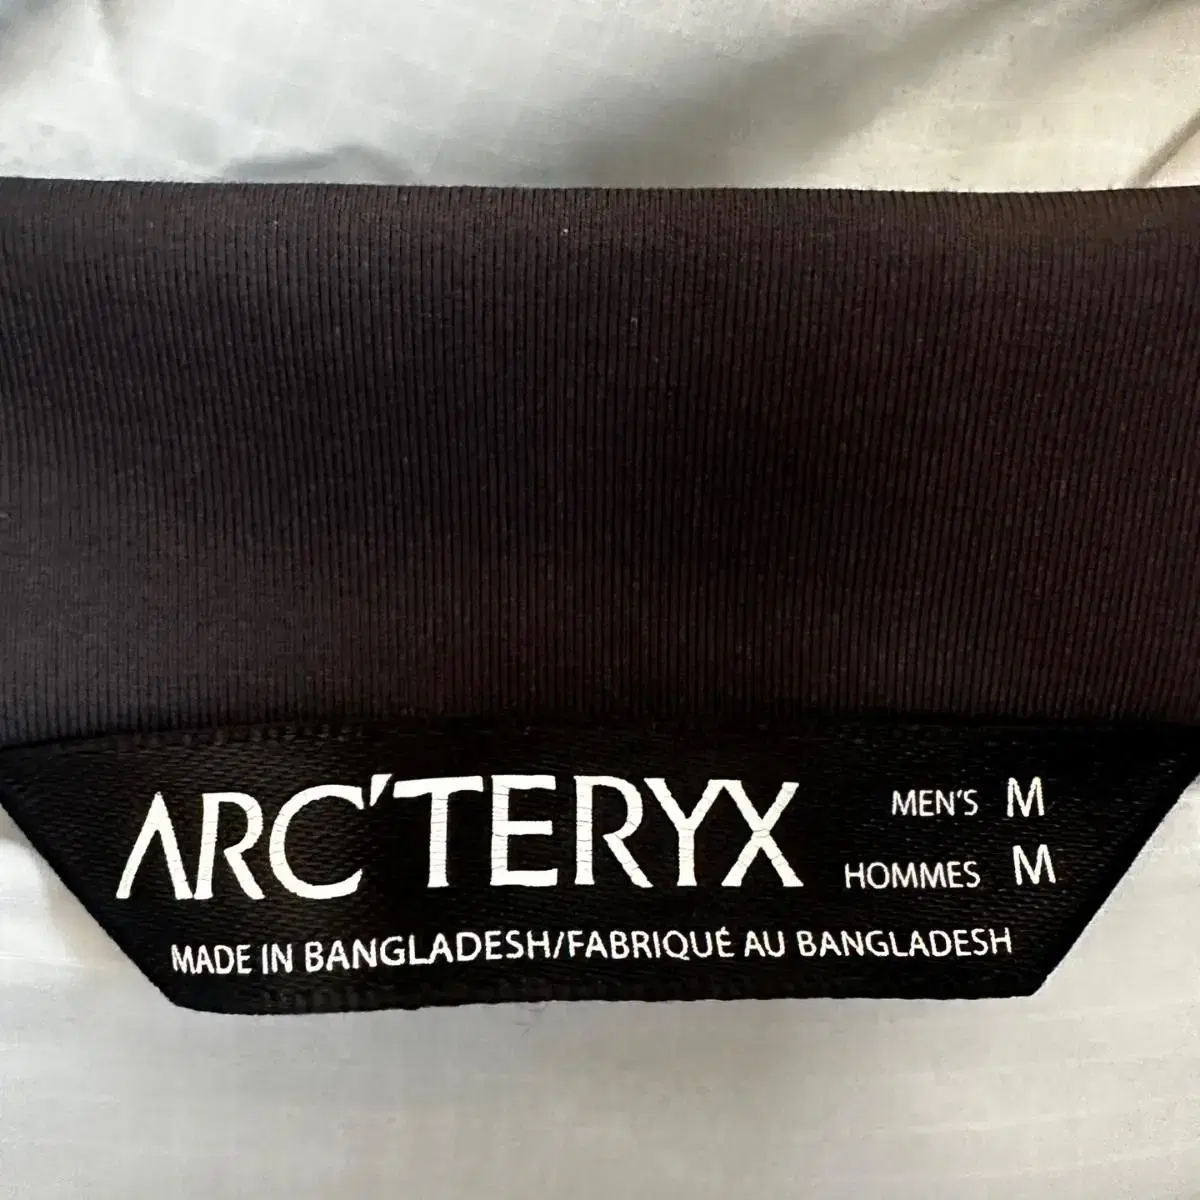 ARC'TERYX
MEN'S M
HOMMES M
MADE IN BANGLADESH/FABRIQUÉ AU BANGLADESH